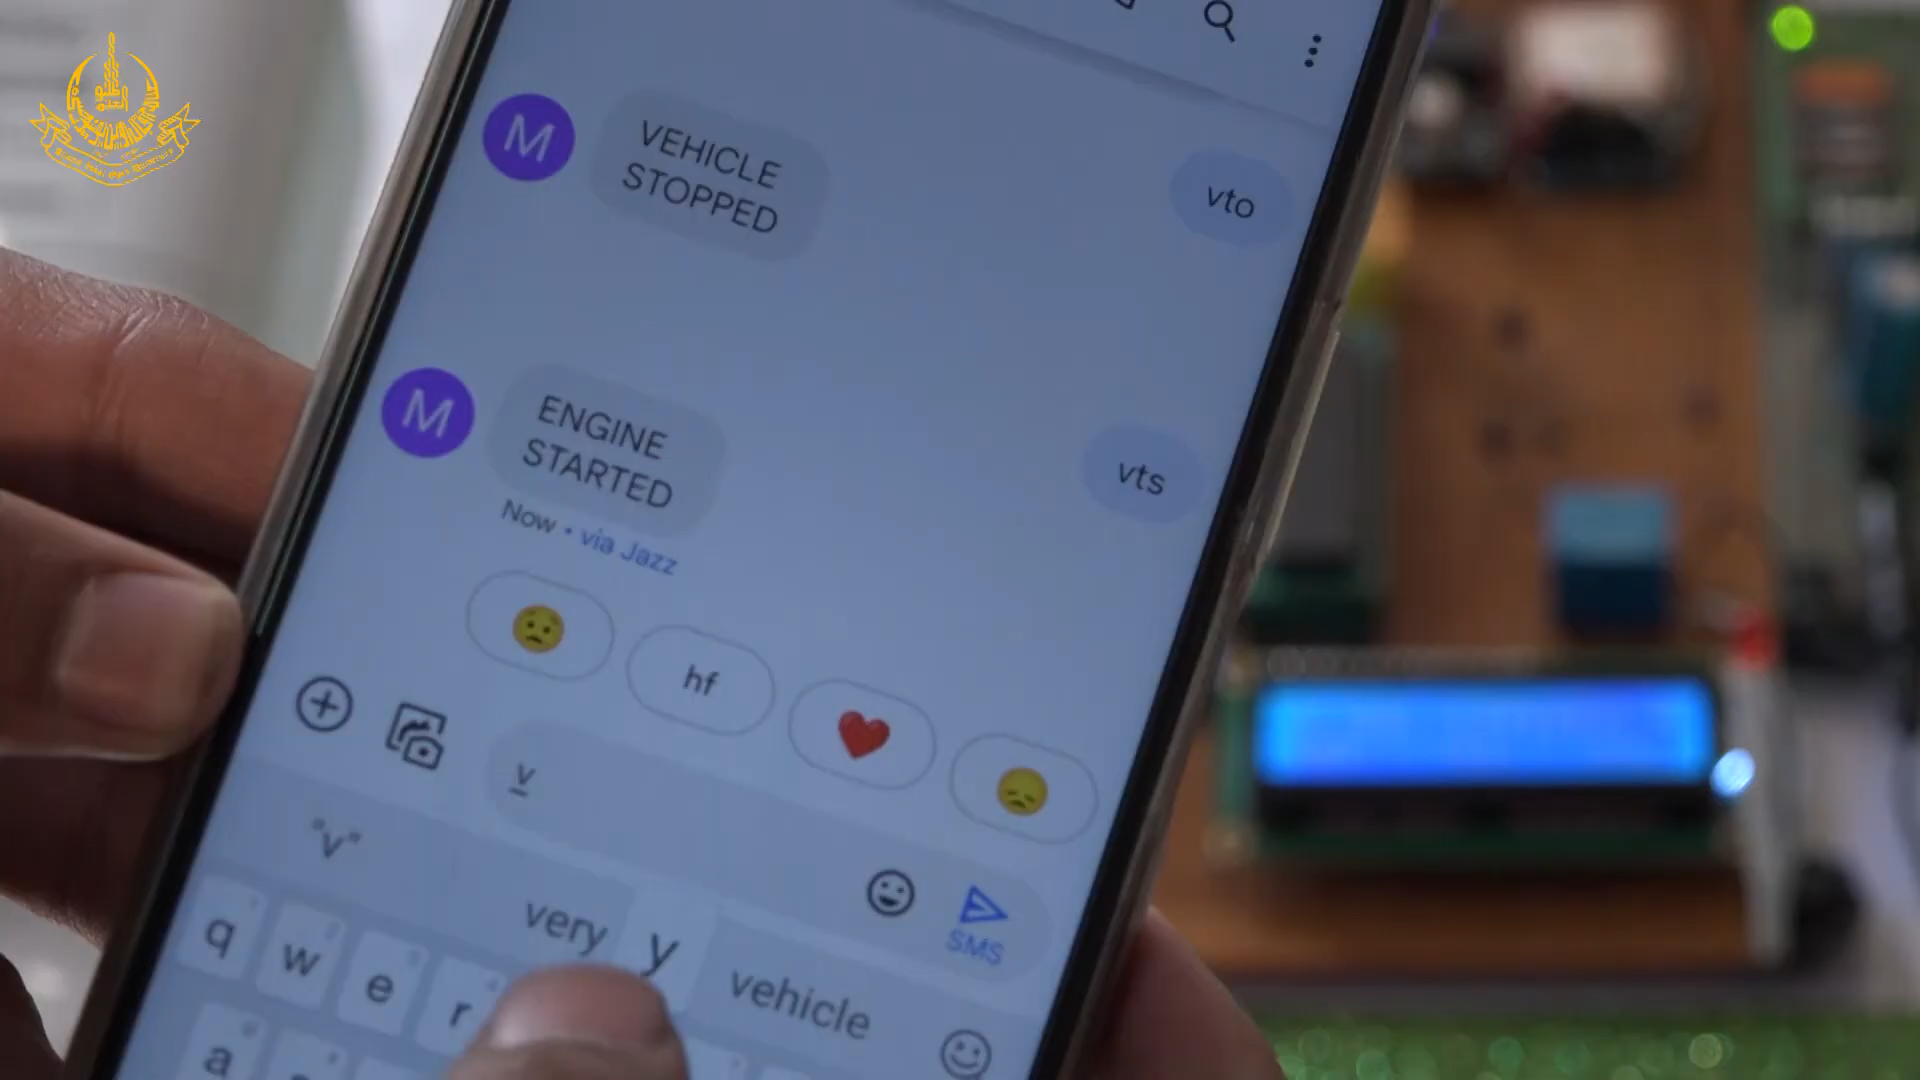 VEHICLE
STOPPED
vto
M
ENGINE
STARTED
vts
M
Now • via Jazz
hf
v
SMS
"v"
very
y
vehicle
q w e r
a